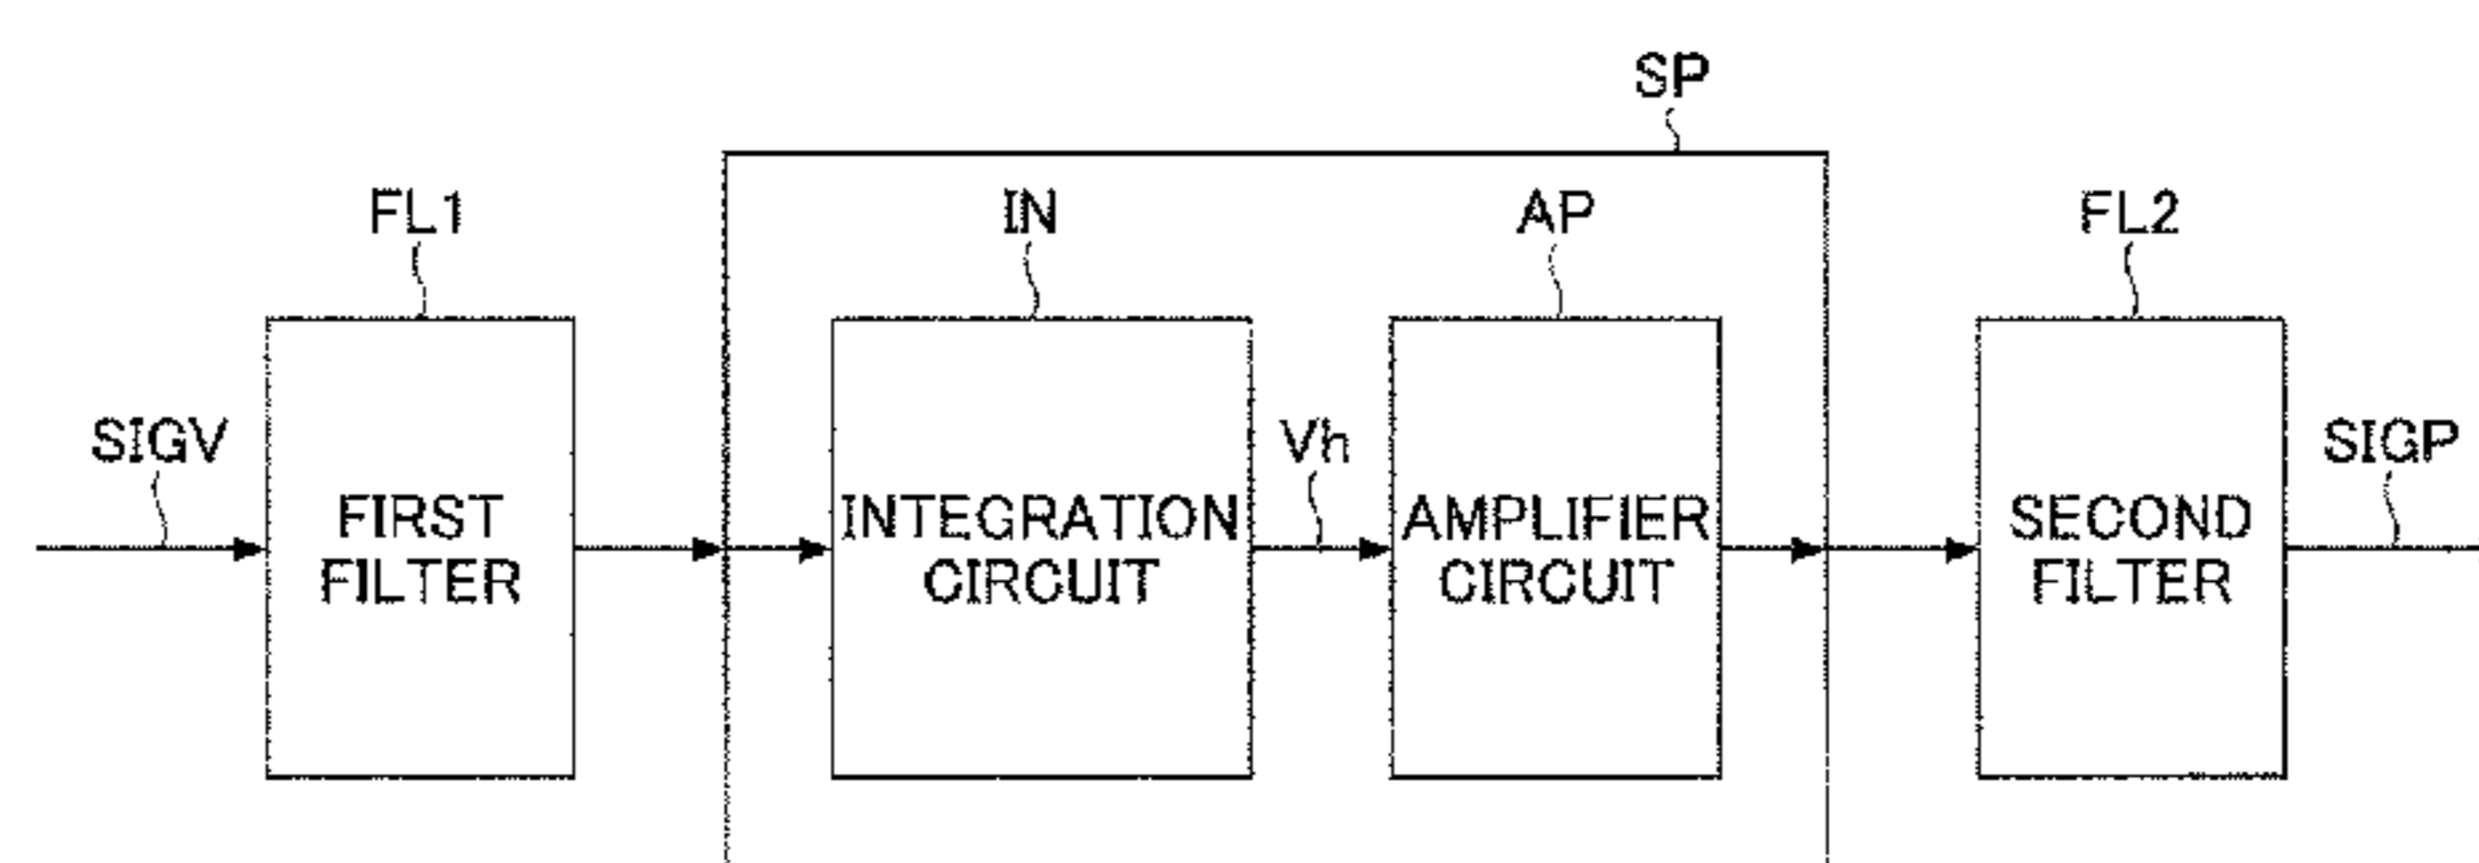 SP
FL1
IN
AP
FL2
SIGV
Vh
SIGP
FIRST
FILTER
INTEGRATION
CIRCUIT
AMPLIFIER
CIRCUIT
SECOND
FILTER